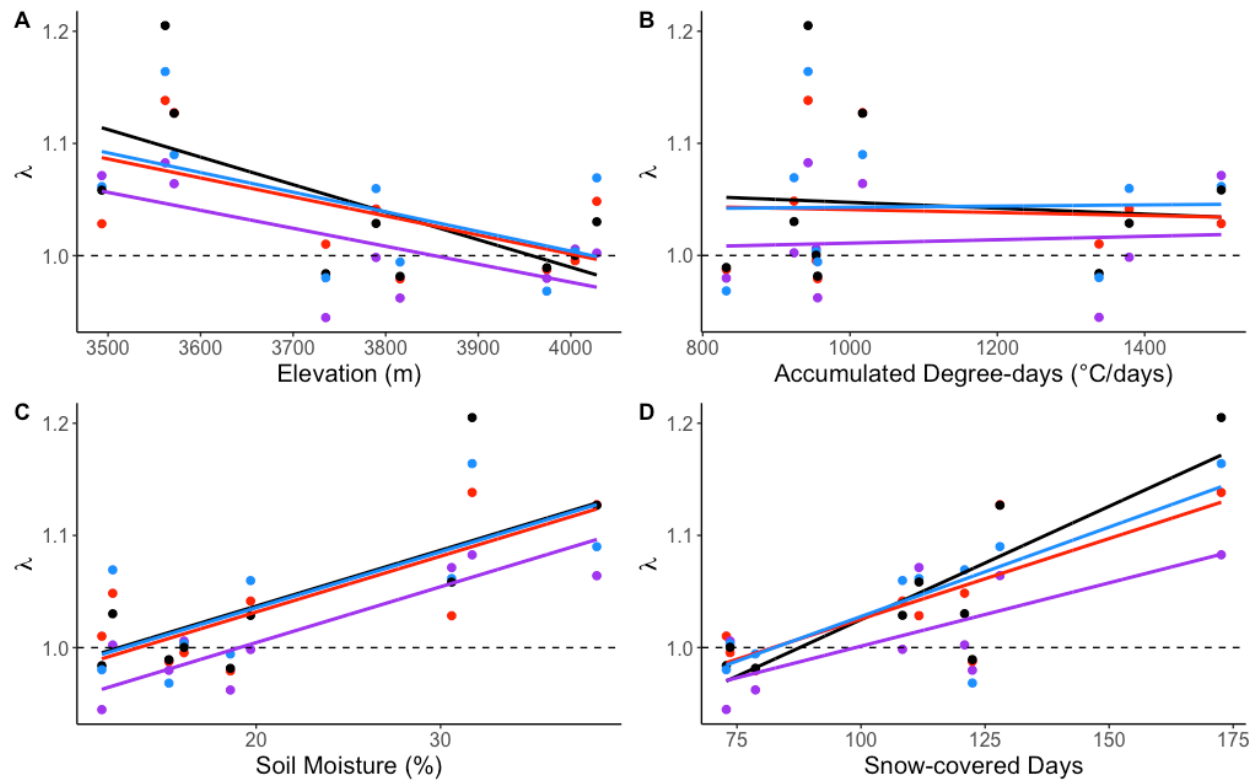 A
B
1.2
1.2
1.1
1.1
λ
λ
1.0
1.0
3500 3600 3700 3800 3900 4000
800 1000 1200 1400
Elevation (m)
Accumulated Degree-days (°C/days)
C
D
1.2
1.2
1.1
1.1
λ
λ
1.0
1.0
20 30
75 100 125 150 175
Soil Moisture (%)
Snow-covered Days